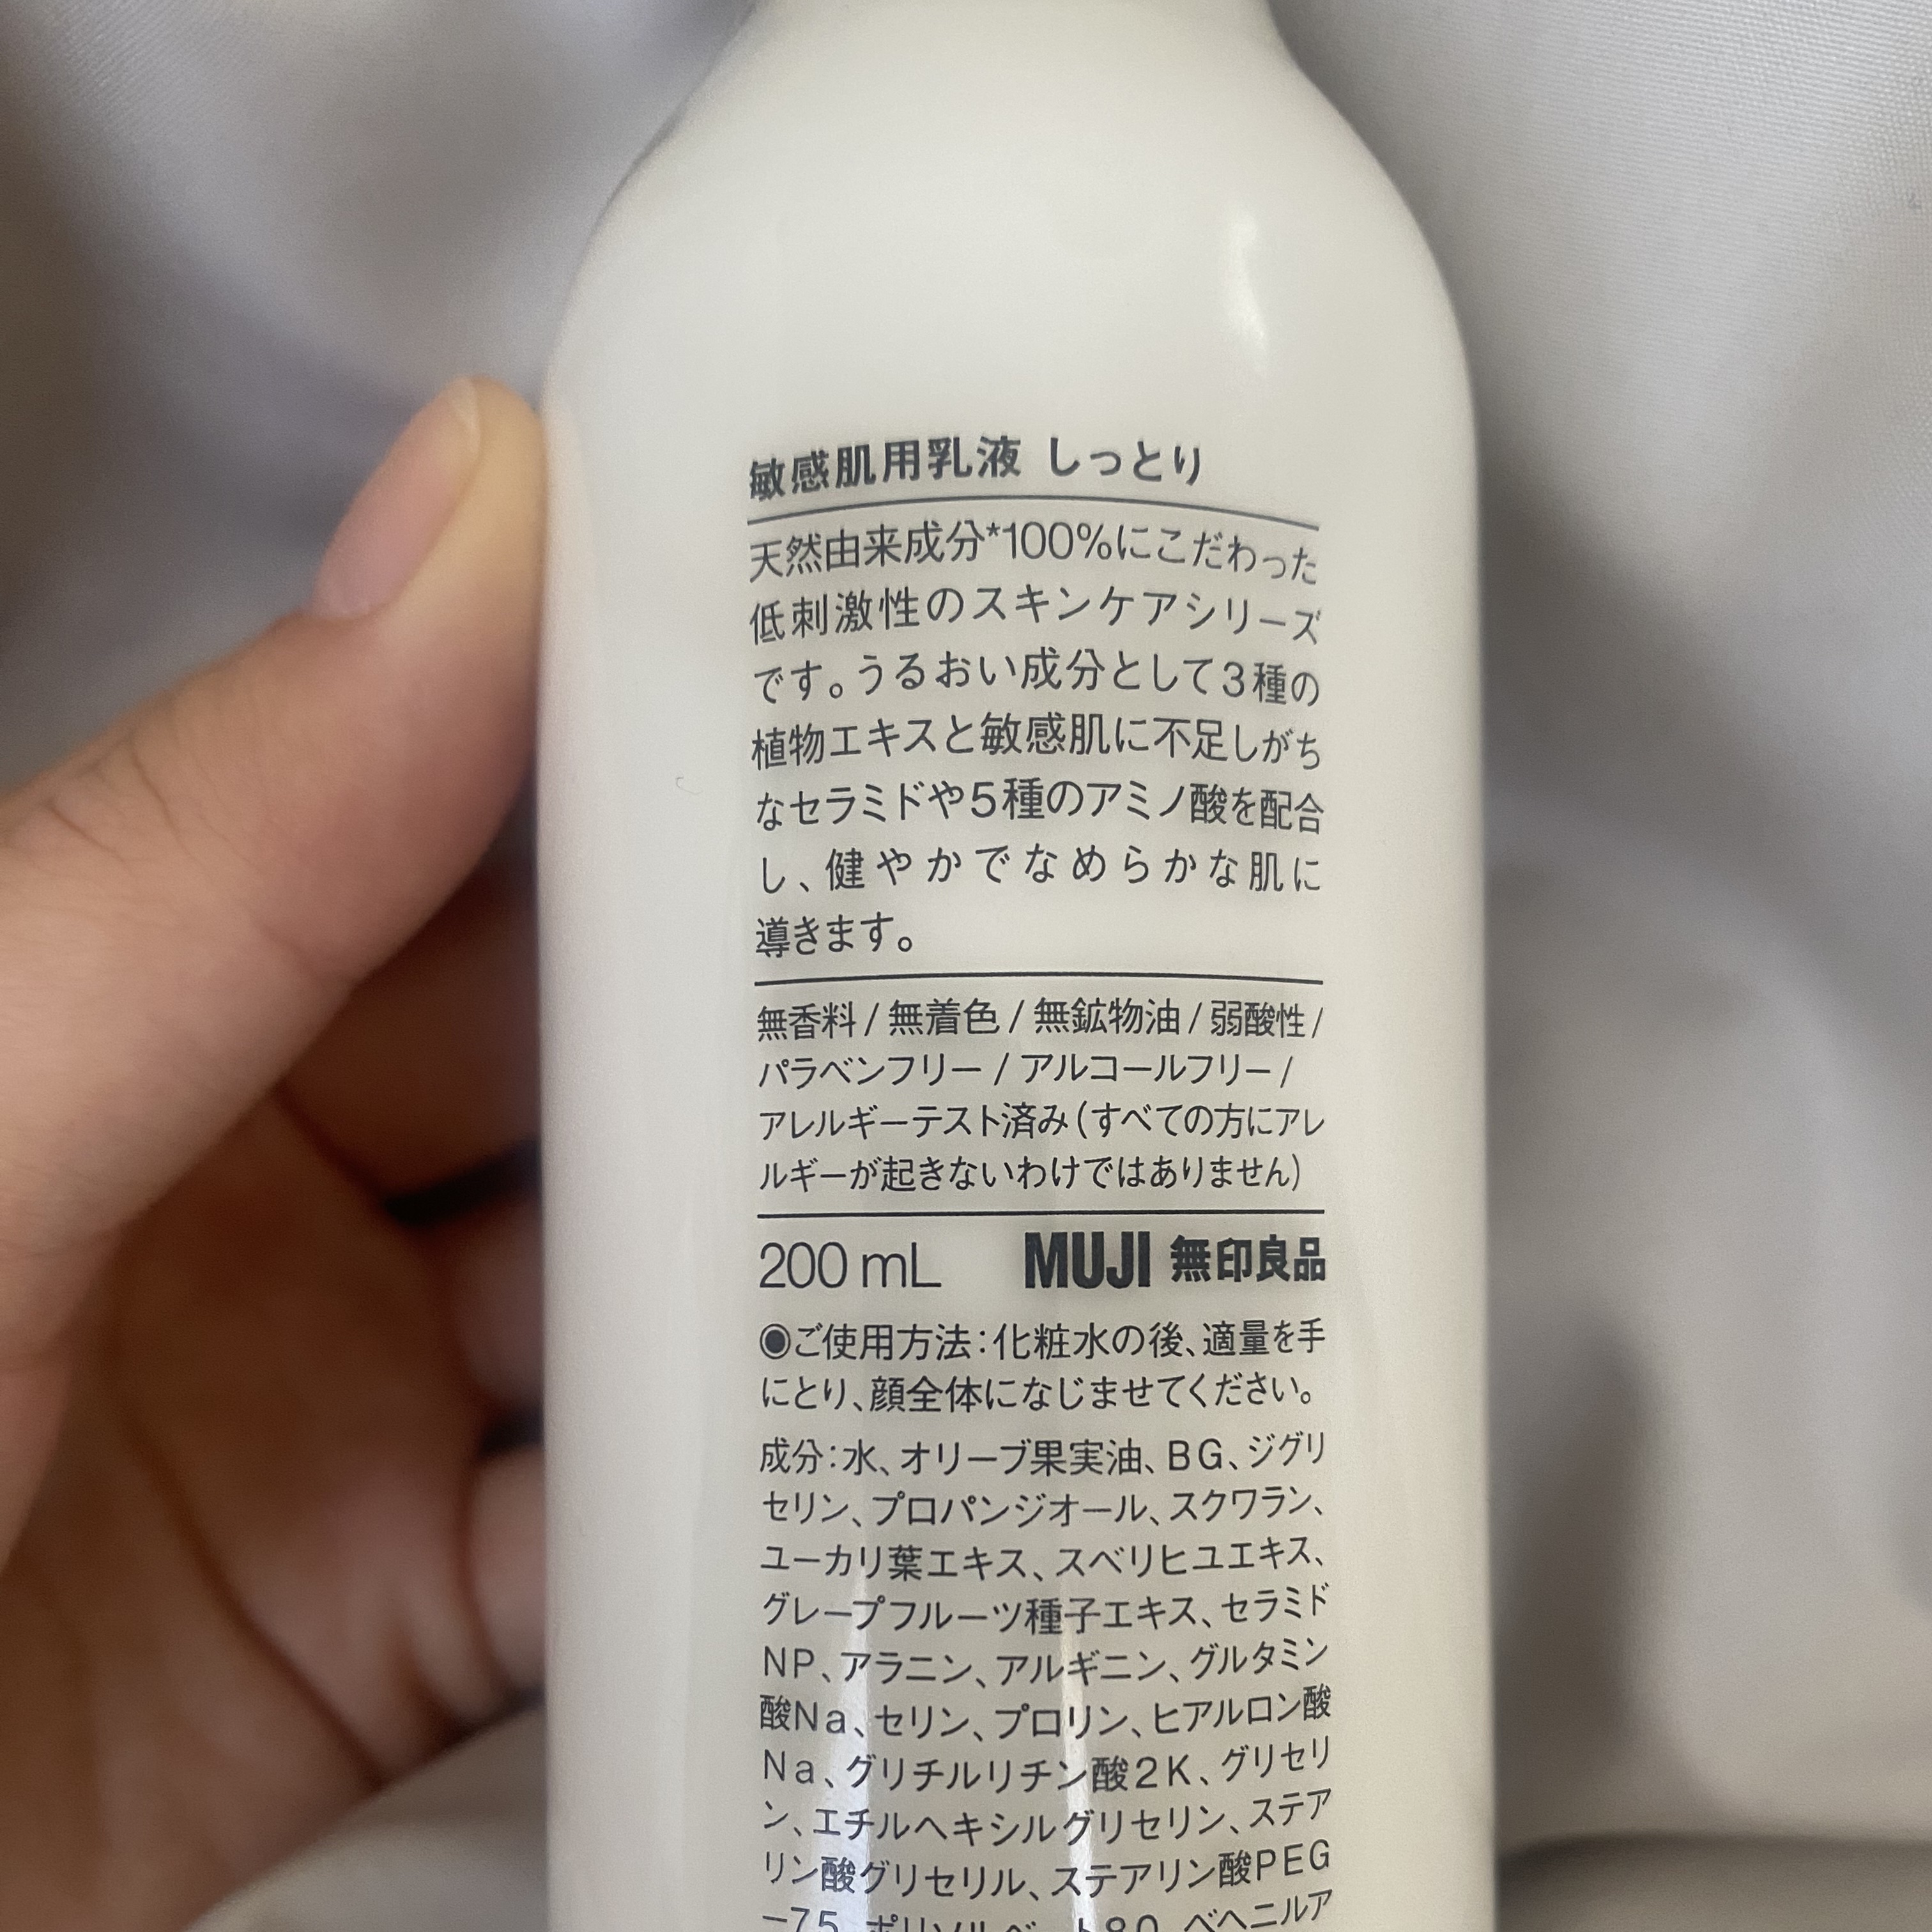 敏感肌用乳液 しっとり
天然由来成分*100%にこだわった
低刺激性のスキンケアシリーズ
です。うるおい成分として3種の
植物エキスと敏感肌に不足しがち
なセラミドや5種のアミノ酸を配合
し、健やかでなめらかな肌に
導きます。
無香料 / 無着色 / 無鉱物油 / 弱酸性 /
パラベンフリー / アルコールフリー /
アレルギーテスト済み(すべての方にアレ
ルギーが起きないわけではありません)
200 mL MUJI 無印良品
◉ご使用方法:化粧水の後、適量を手
にとり、顔全体になじませてください。
成分:水、オリーブ果実油、BG、ジグリ
セリン、プロパンジオール、スクワラン、
ユーカリ葉エキス、スベリヒユエキス、
グレープフルーツ種子エキス、セラミド
NP、アラニン、アルギニン、グルタミン
酸Na、セリン、プロリン、ヒアルロン酸
Na、グリチルリチン酸2K、グリセリ
ン、エチルヘキシルグリセリン、ステア
リン酸グリセリル、ステアリン酸PEG
-75、ポリソルベート80、ベヘニルア